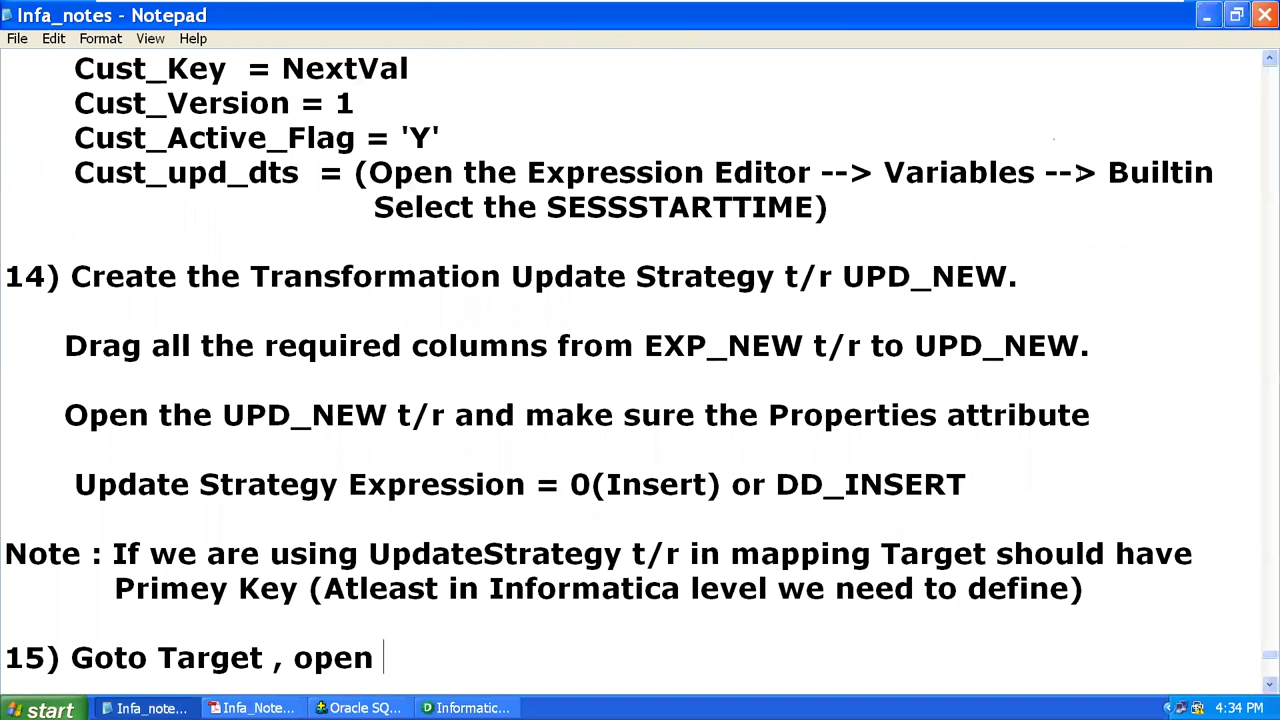 Infa_notes - Notepad
File Edit Format View Help
Cust_Key = NextVal
Cust_Version = 1
Cust_Active_Flag = 'Y'
Cust_upd_dts = (Open the Expression Editor --> Variables --> Builtin
Select the SESSSTARTTIME)
14) Create the Transformation Update Strategy t/r UPD_NEW.
Drag all the required columns from EXP_NEW t/r to UPD_NEW.
Open the UPD_NEW t/r and make sure the Properties attribute
Update Strategy Expression = 0(Insert) or DD_INSERT
Note : If we are using UpdateStrategy t/r in mapping Target should have
Primey Key (Atleast in Informatica level we need to define)
15) Goto Target , open
start Infa_note... Infa_Note... Oracle SQ... Informatic... 4:34 PM